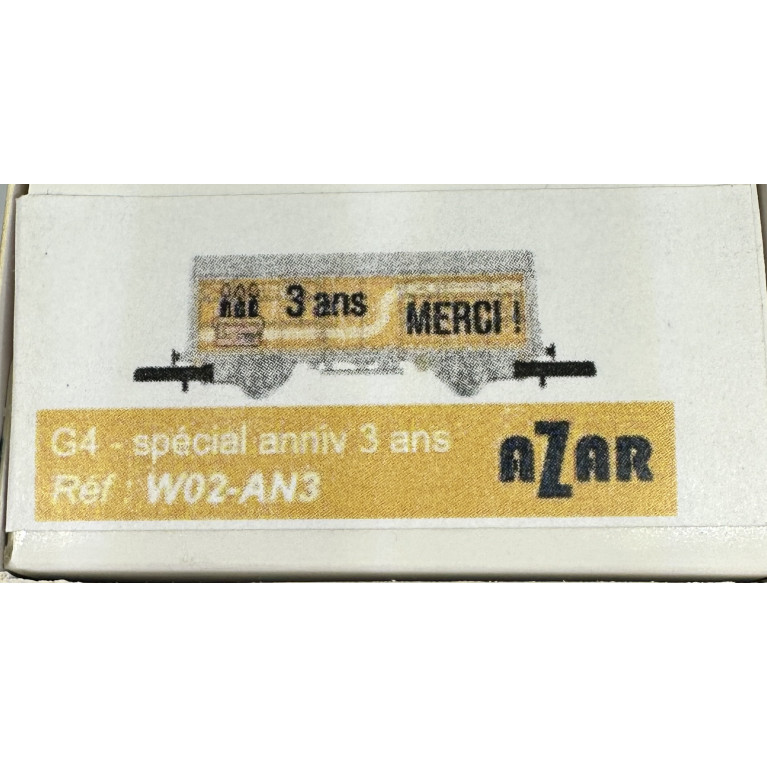 3 ans
MERCI !
G4 - spécial anniv 3 ans
Réf : W02-AN3
AZAR